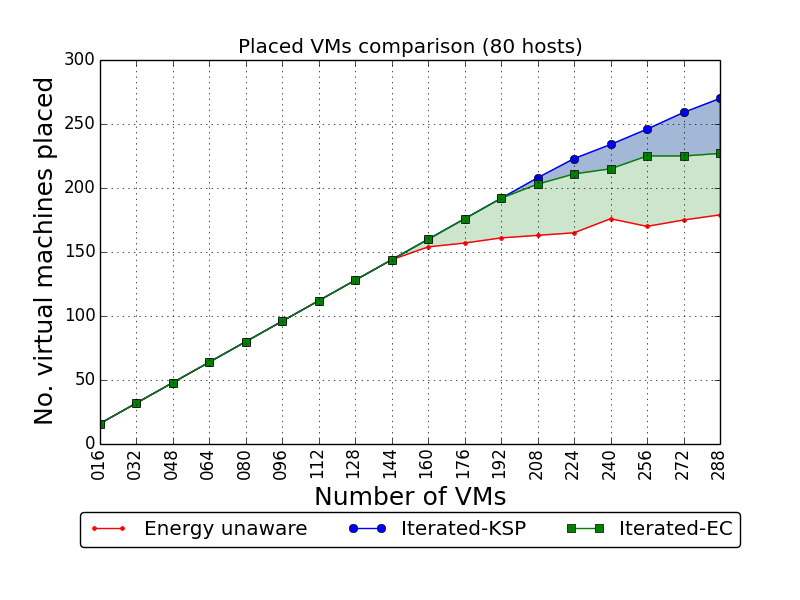 Placed VMs comparison (80 hosts)
No. virtual machines placed
300
250
200
150
100
50
0
016 032 048 064 080 096 112 128 144 160 176 192 208 224 240 256 272 288
Number of VMs
Energy unaware Iterated-KSP Iterated-EC